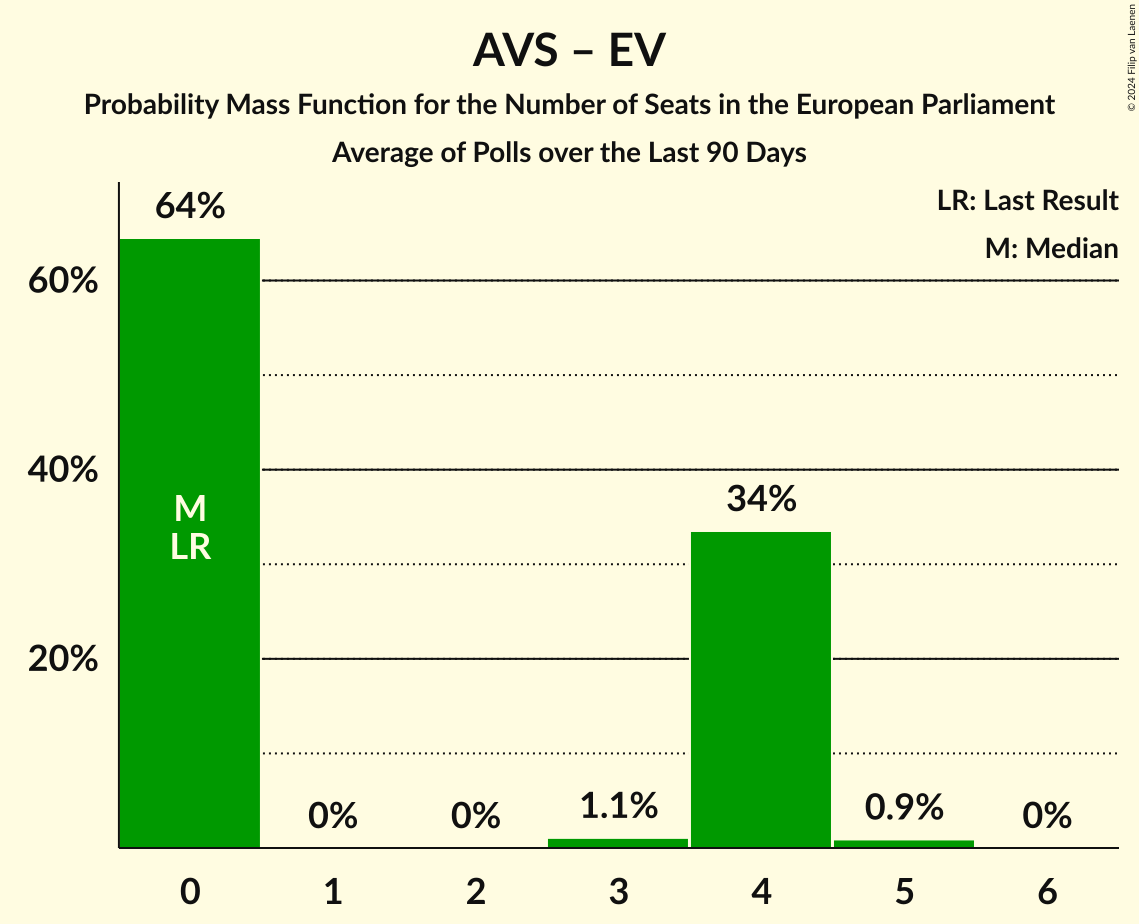 AVS – EV
Probability Mass Function for the Number of Seats in the European Parliament
Average of Polls over the Last 90 Days
© 2024 Filip van Laenen
LR: Last Result
M: Median
64%
60%
40%
20%
M
LR
0%
0%
1.1%
34%
0.9%
0%
0
1
2
3
4
5
6